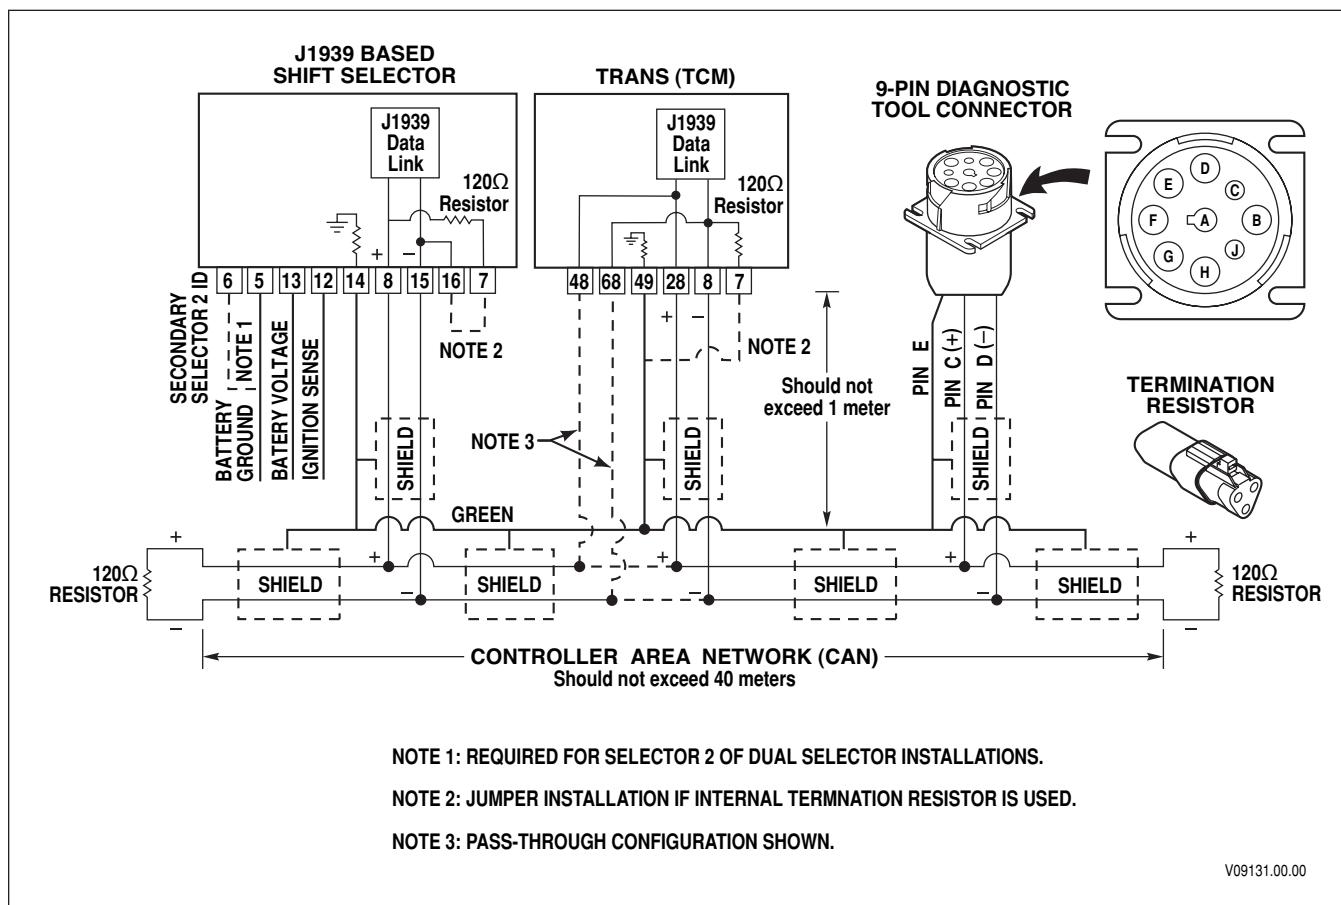 J1939 BASED
SHIFT SELECTOR
J1939
Data
Link
120Ω
Resistor
+
–
6
5
13
12
14
8
15
16
7
SECONDARY
SELECTOR 2 ID
BATTERY
GROUND
NOTE 1
BATERY VOLTAGE
IGNITION SENSE
NOTE 2
SHIELD
TRANS (TCM)
J1939
Data
Link
120Ω
Resistor
48
68
49
28
8
7
+
–
NOTE 2
NOTE 3
SHIELD
Should not
exceed 1 meter
9-PIN DIAGNOSTIC
TOOL CONNECTOR
D
E
C
F
A
B
G
J
H
PIN E
PIN C (+)
PIN D (–)
SHIELD
TERMINATION
RESISTOR
GREEN
+
120Ω
RESISTOR
–
SHIELD
+
–
SHIELD
+
–
SHIELD
+
–
SHIELD
+
120Ω
RESISTOR
–
CONTROLLER AREA NETWORK (CAN)
Should not exceed 40 meters
NOTE 1: REQUIRED FOR SELECTOR 2 OF DUAL SELECTOR INSTALLATIONS.
NOTE 2: JUMPER INSTALLATION IF INTERNAL TERMNATION RESISTOR IS USED.
NOTE 3: PASS-THROUGH CONFIGURATION SHOWN.
V09131.00.00